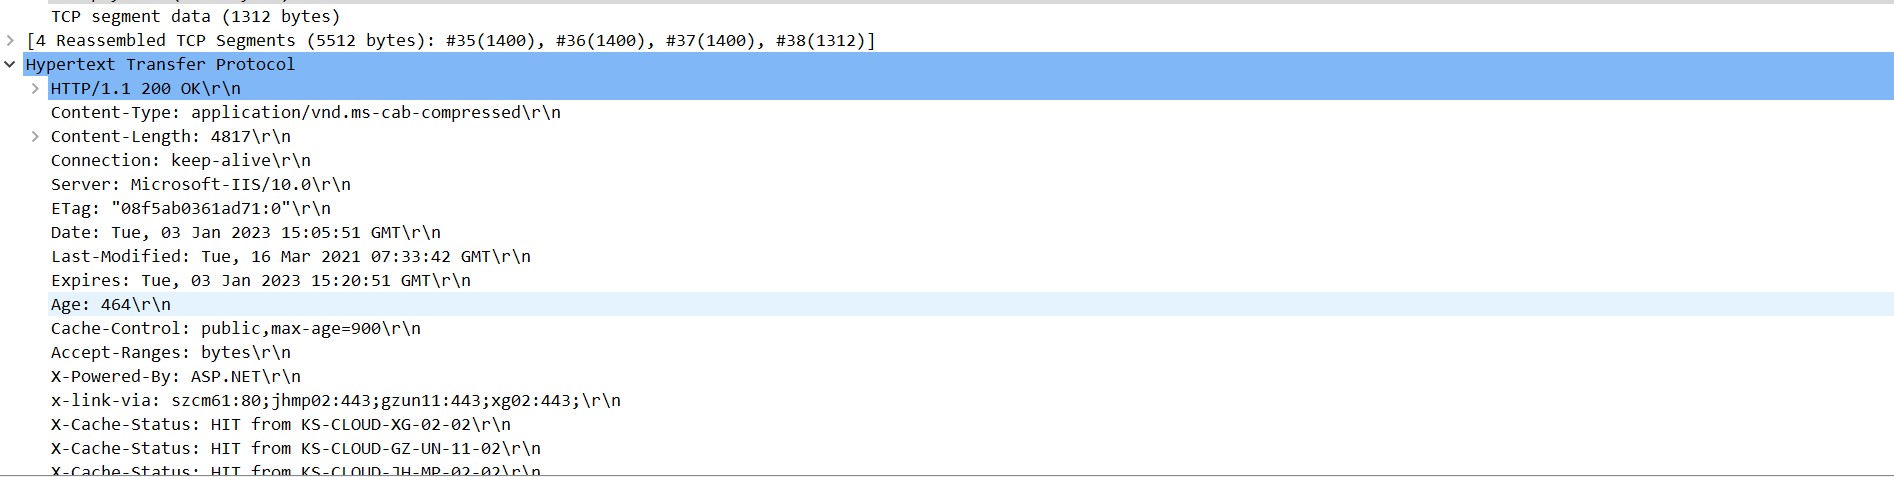 TCP segment data (1312 bytes)
[4 Reassembled TCP Segments (5512 bytes): #35(1400), #36(1400), #37(1400), #38(1312)]
Hypertext Transfer Protocol
HTTP/1.1 200 OK\r\n
Content-Type: application/vnd.ms-cab-compressed\r\n
Content-Length: 4817\r\n
Connection: keep-alive\r\n
Server: Microsoft-IIS/10.0\r\n
ETag: "08f5ab0361ad71:0"\r\n
Date: Tue, 03 Jan 2023 15:05:51 GMT\r\n
Last-Modified: Tue, 16 Mar 2021 07:33:42 GMT\r\n
Expires: Tue, 03 Jan 2023 15:20:51 GMT\r\n
Age: 464\r\n
Cache-Control: public,max-age=900\r\n
Accept-Ranges: bytes\r\n
X-Powered-By: ASP.NET\r\n
x-link-via: szcm61:80;jhmp02:443;gzun11:443;xg02:443;\r\n
X-Cache-Status: HIT from KS-CLOUD-XG-02-02\r\n
X-Cache-Status: HIT from KS-CLOUD-GZ-UN-11-02\r\n
X-Cache-Status: HIT from KS-CLOUD-JH-MP-02-02\r\n